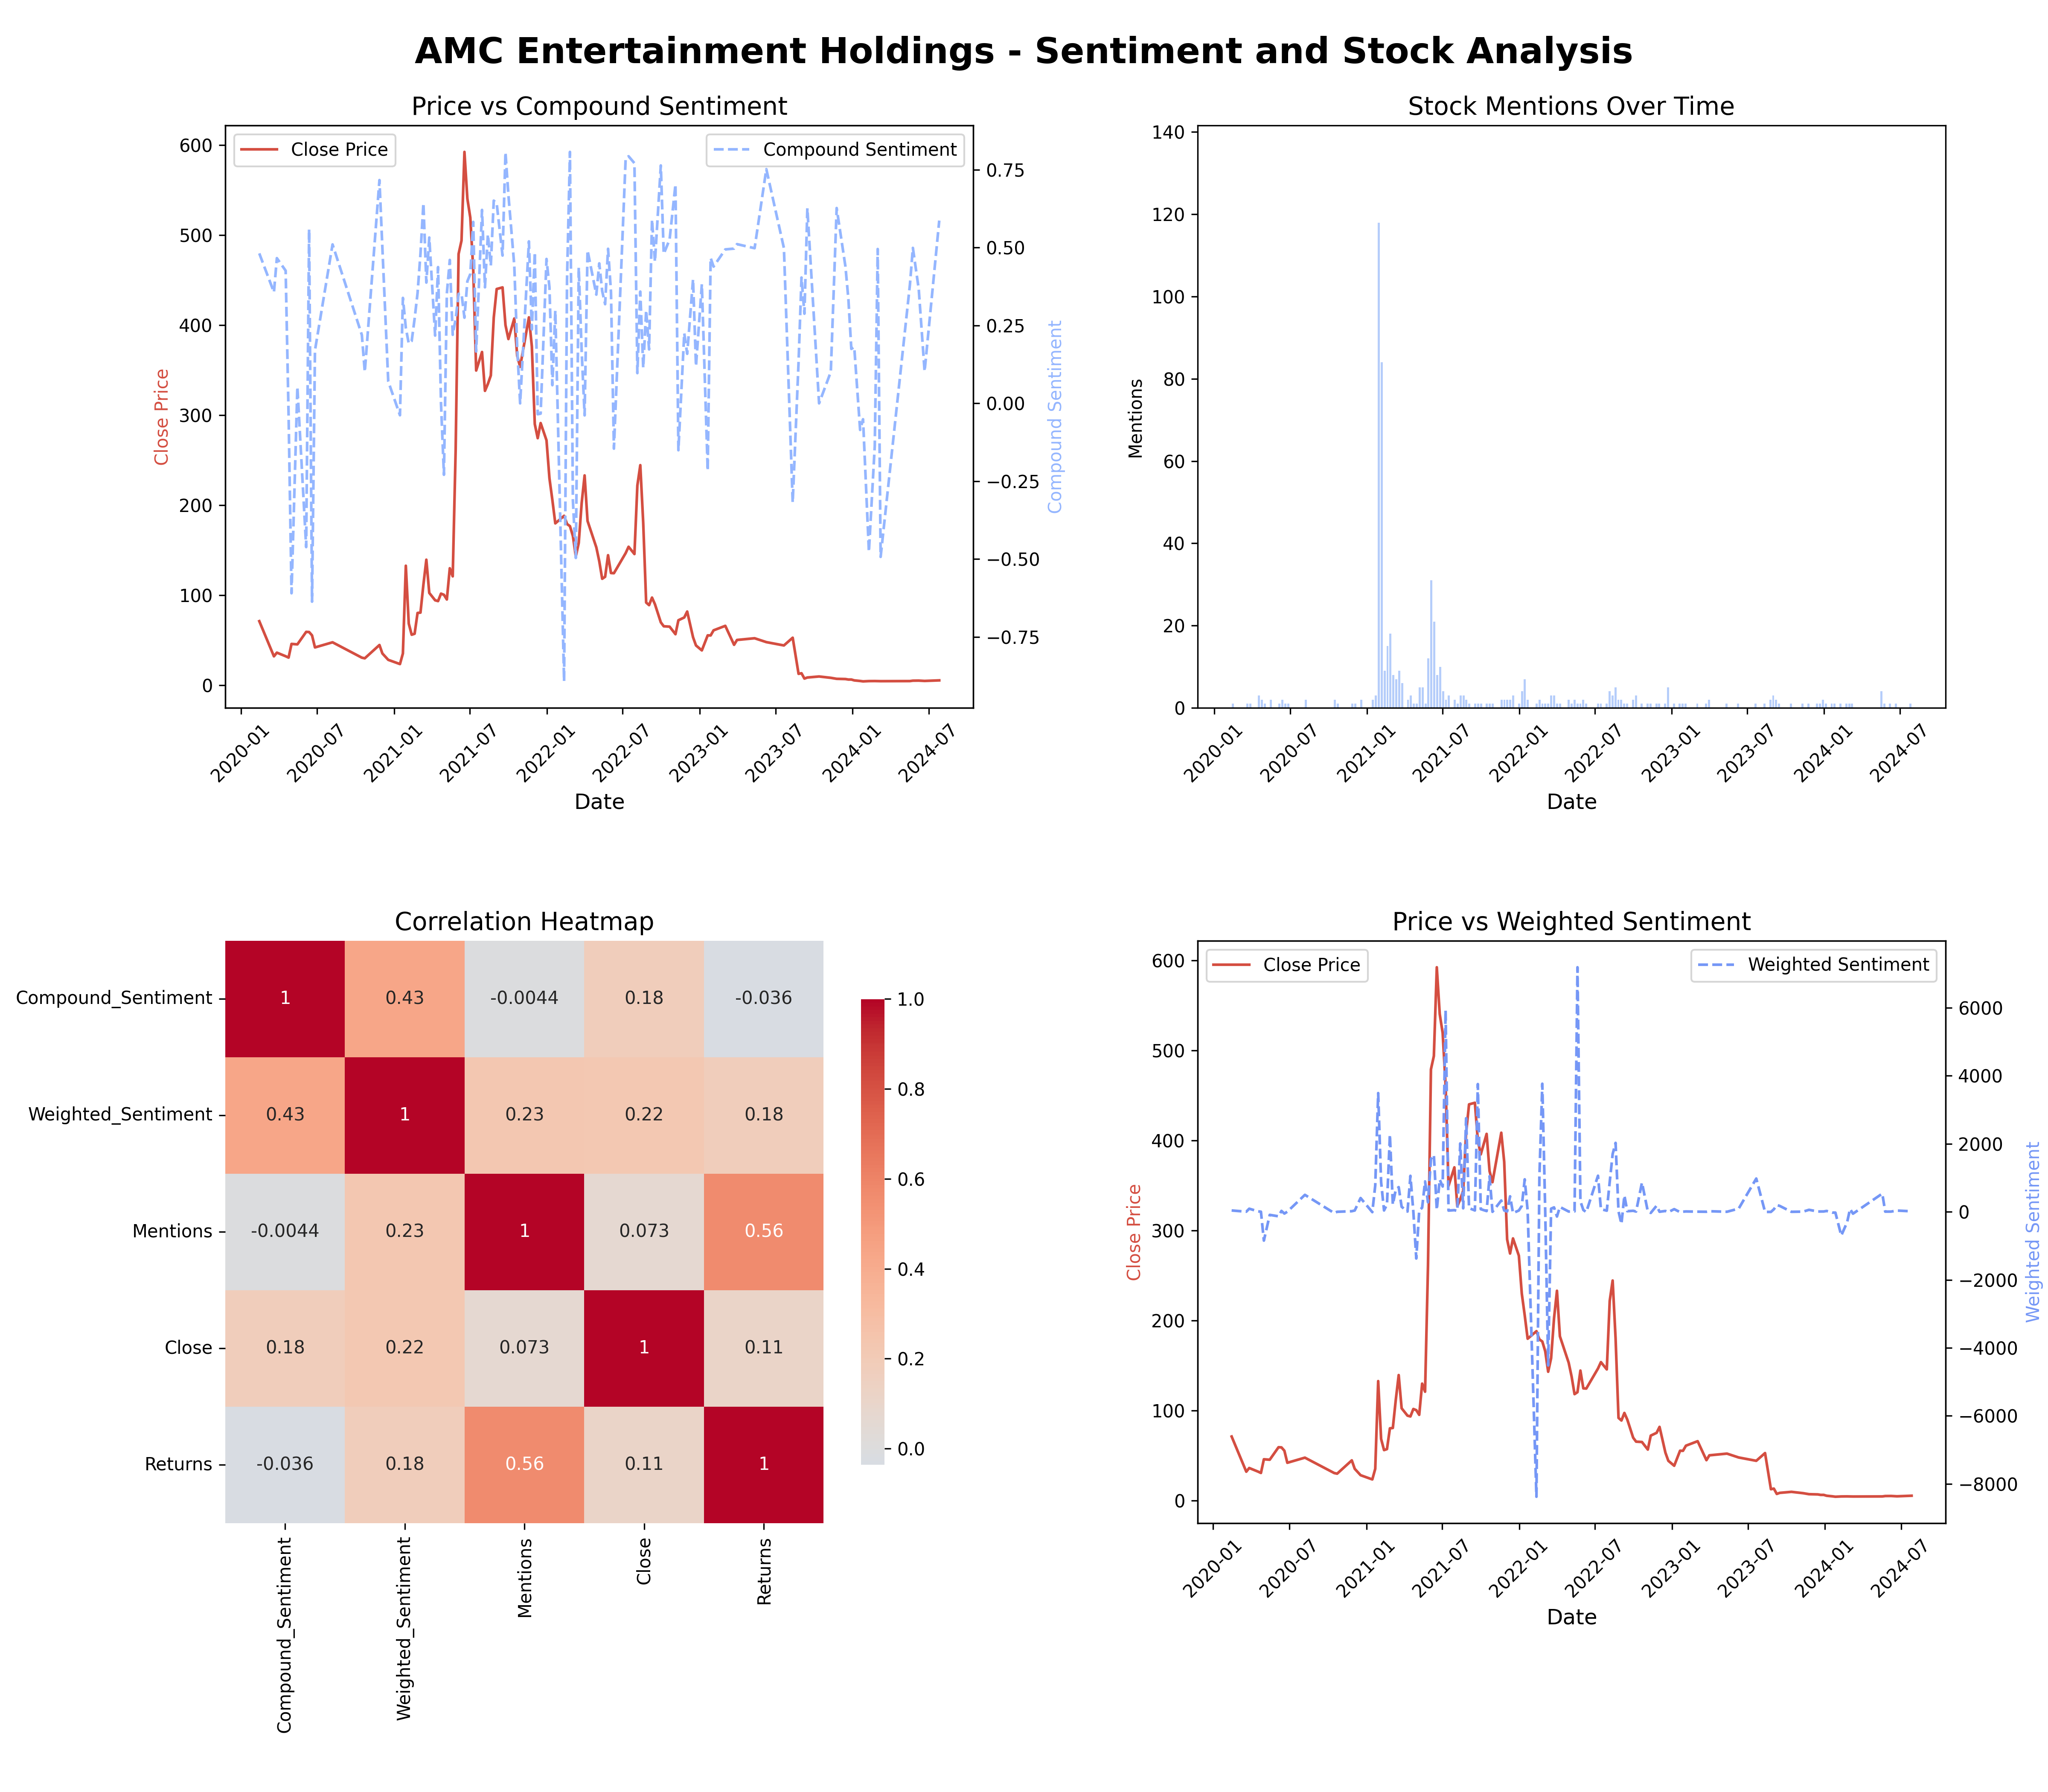 AMC Entertainment Holdings - Sentiment and Stock Analysis
Price vs Compound Sentiment
Close Price
Compound Sentiment
600
500
400
300
200
100
0
Close Price
0.75
0.50
0.25
0.00
−0.25
−0.50
−0.75
Compound Sentiment
2020-01
2020-07
2021-01
2021-07
2022-01
2022-07
2023-01
2023-07
2024-01
2024-07
Date
Stock Mentions Over Time
140
120
100
80
60
40
20
0
Mentions
2020-01
2020-07
2021-01
2021-07
2022-01
2022-07
2023-01
2023-07
2024-01
2024-07
Date
Correlation Heatmap
Compound_Sentiment 1 0.43 -0.0044 0.18 -0.036
Weighted_Sentiment 0.43 1 0.23 0.22 0.18
Mentions -0.0044 0.23 1 0.073 0.56
Close 0.18 0.22 0.073 1 0.11
Returns -0.036 0.18 0.56 0.11 1
Compound_Sentiment
Weighted_Sentiment
Mentions
Close
Returns
1.0
0.8
0.6
0.4
0.2
0.0
Price vs Weighted Sentiment
Close Price
Weighted Sentiment
600
500
400
300
200
100
0
Close Price
6000
4000
2000
0
−2000
−4000
−6000
−8000
Weighted Sentiment
2020-01
2020-07
2021-01
2021-07
2022-01
2022-07
2023-01
2023-07
2024-01
2024-07
Date